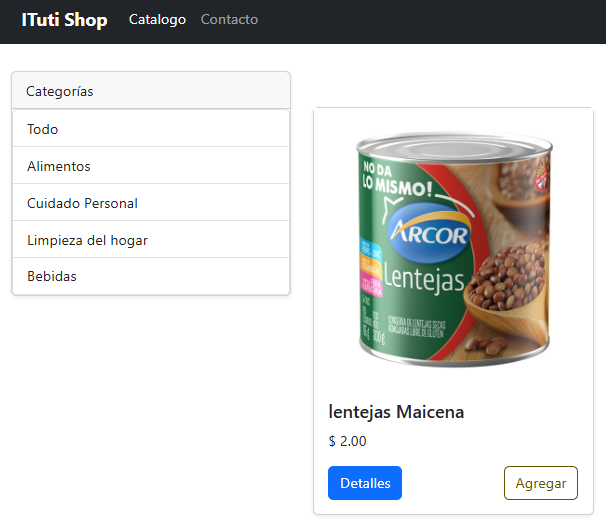 ITuti Shop Catalogo Contacto
Categorías
Todo
Alimentos
Cuidado Personal
Limpieza del hogar
Bebidas
NO DA
LO MISMO!
ARCOR
Lentejas
CONSERVA DE LENTEJAS SECAS
REMOJADAS LIBRE DE GLUTEN
300g
lentejas Maicena
$ 2.00
Detalles Agregar